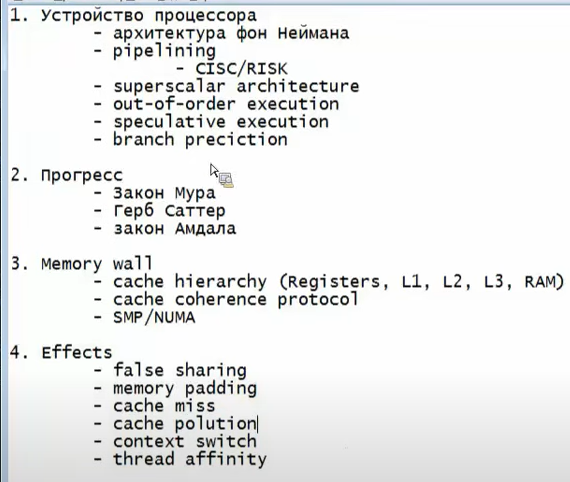 1. Устройство процессора
- архитектура фон Неймана
- pipelining
- CISC/RISK
- superscalar architecture
- out-of-order execution
- speculative execution
- branch preciction
2. Прогресс
- Закон Мура
- Герб Саттер
- закон Амдала
3. Memory wall
- cache hierarchy (Registers, L1, L2, L3, RAM)
- cache coherence protocol
- SMP/NUMA
4. Effects
- false sharing
- memory padding
- cache miss
- cache polution
- context switch
- thread affinity